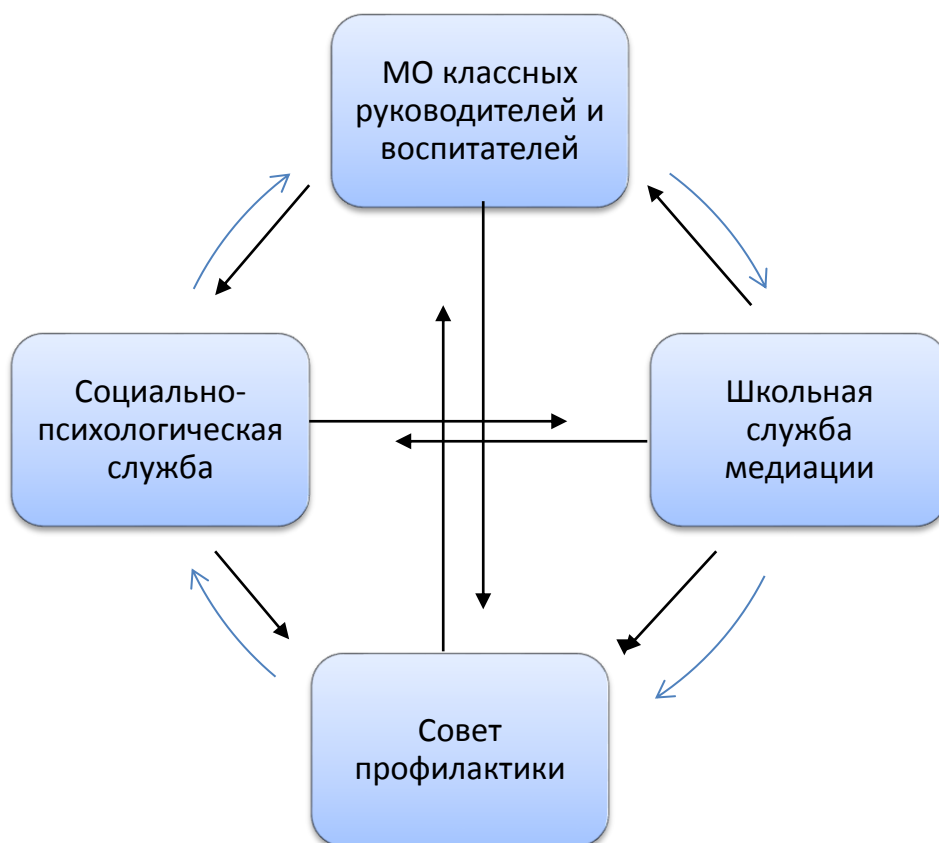 МО классных
руководителей и
воспитателей
Социально-
психологическая
служба
Школьная
служба
медиации
Совет
профилактики